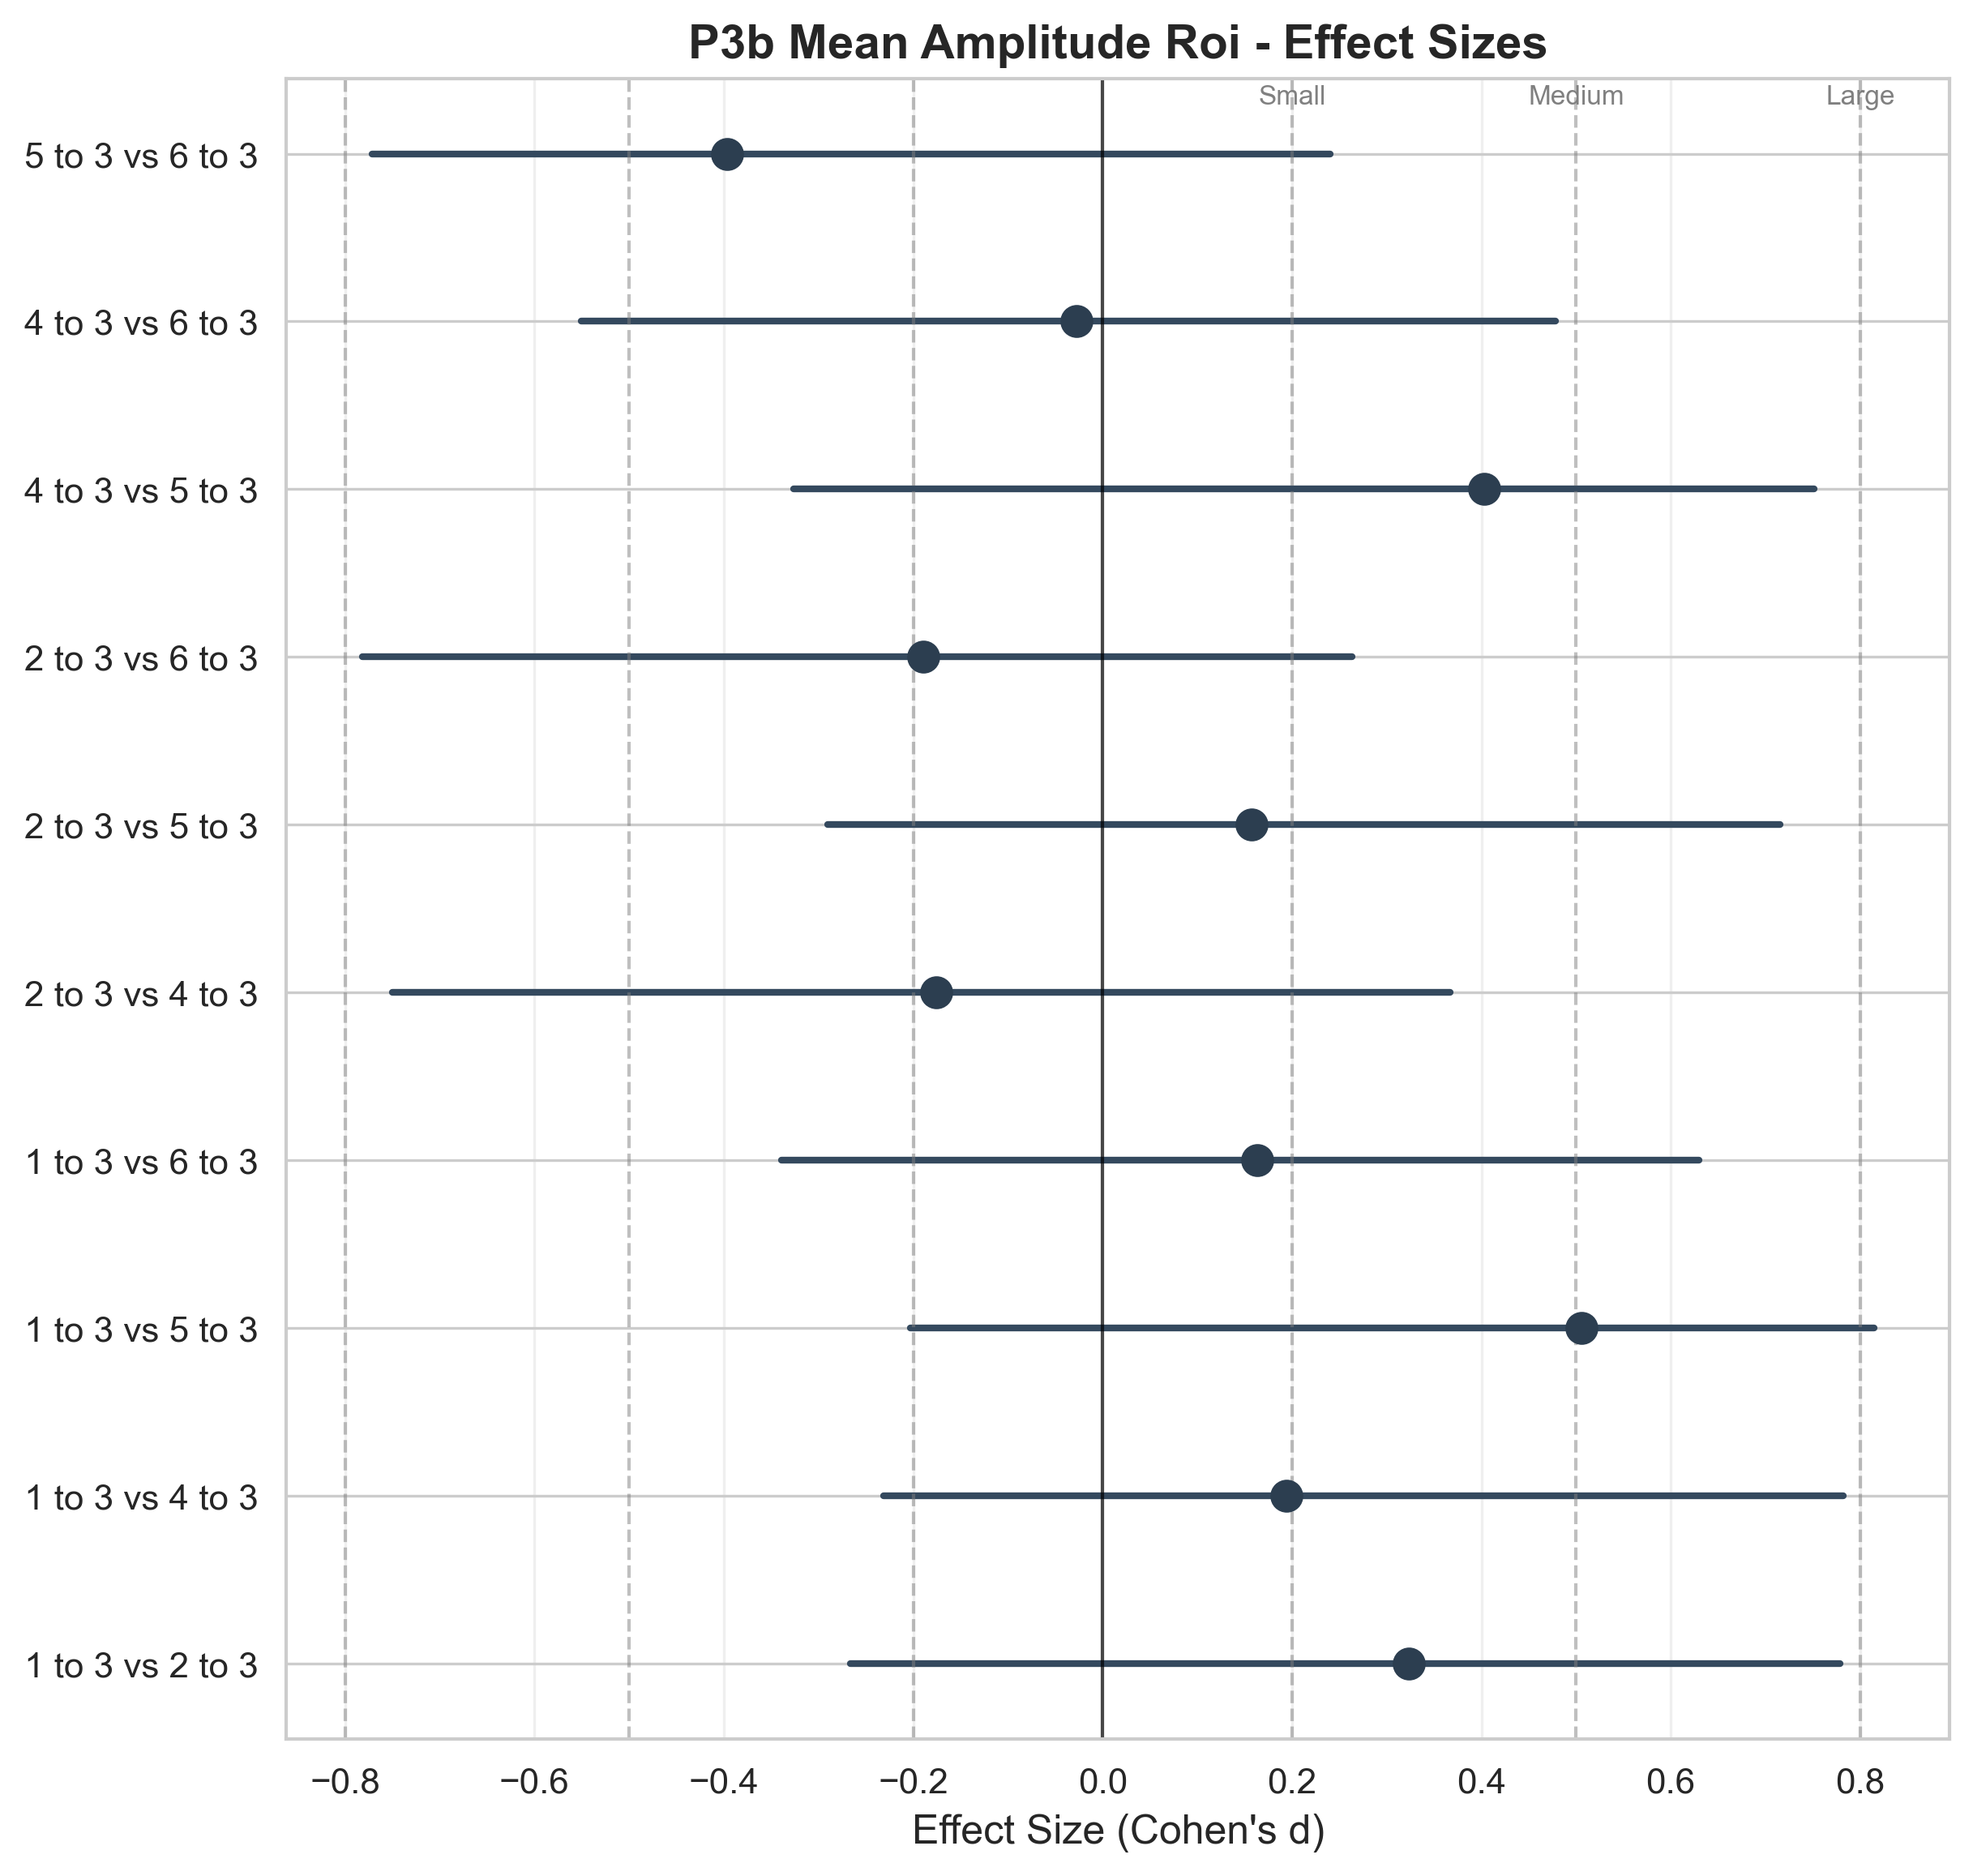 P3b Mean Amplitude Roi - Effect Sizes
Small Medium Large
5 to 3 vs 6 to 3
4 to 3 vs 6 to 3
4 to 3 vs 5 to 3
2 to 3 vs 6 to 3
2 to 3 vs 5 to 3
2 to 3 vs 4 to 3
1 to 3 vs 6 to 3
1 to 3 vs 5 to 3
1 to 3 vs 4 to 3
1 to 3 vs 2 to 3
−0.8 −0.6 −0.4 −0.2 0.0 0.2 0.4 0.6 0.8
Effect Size (Cohen's d)